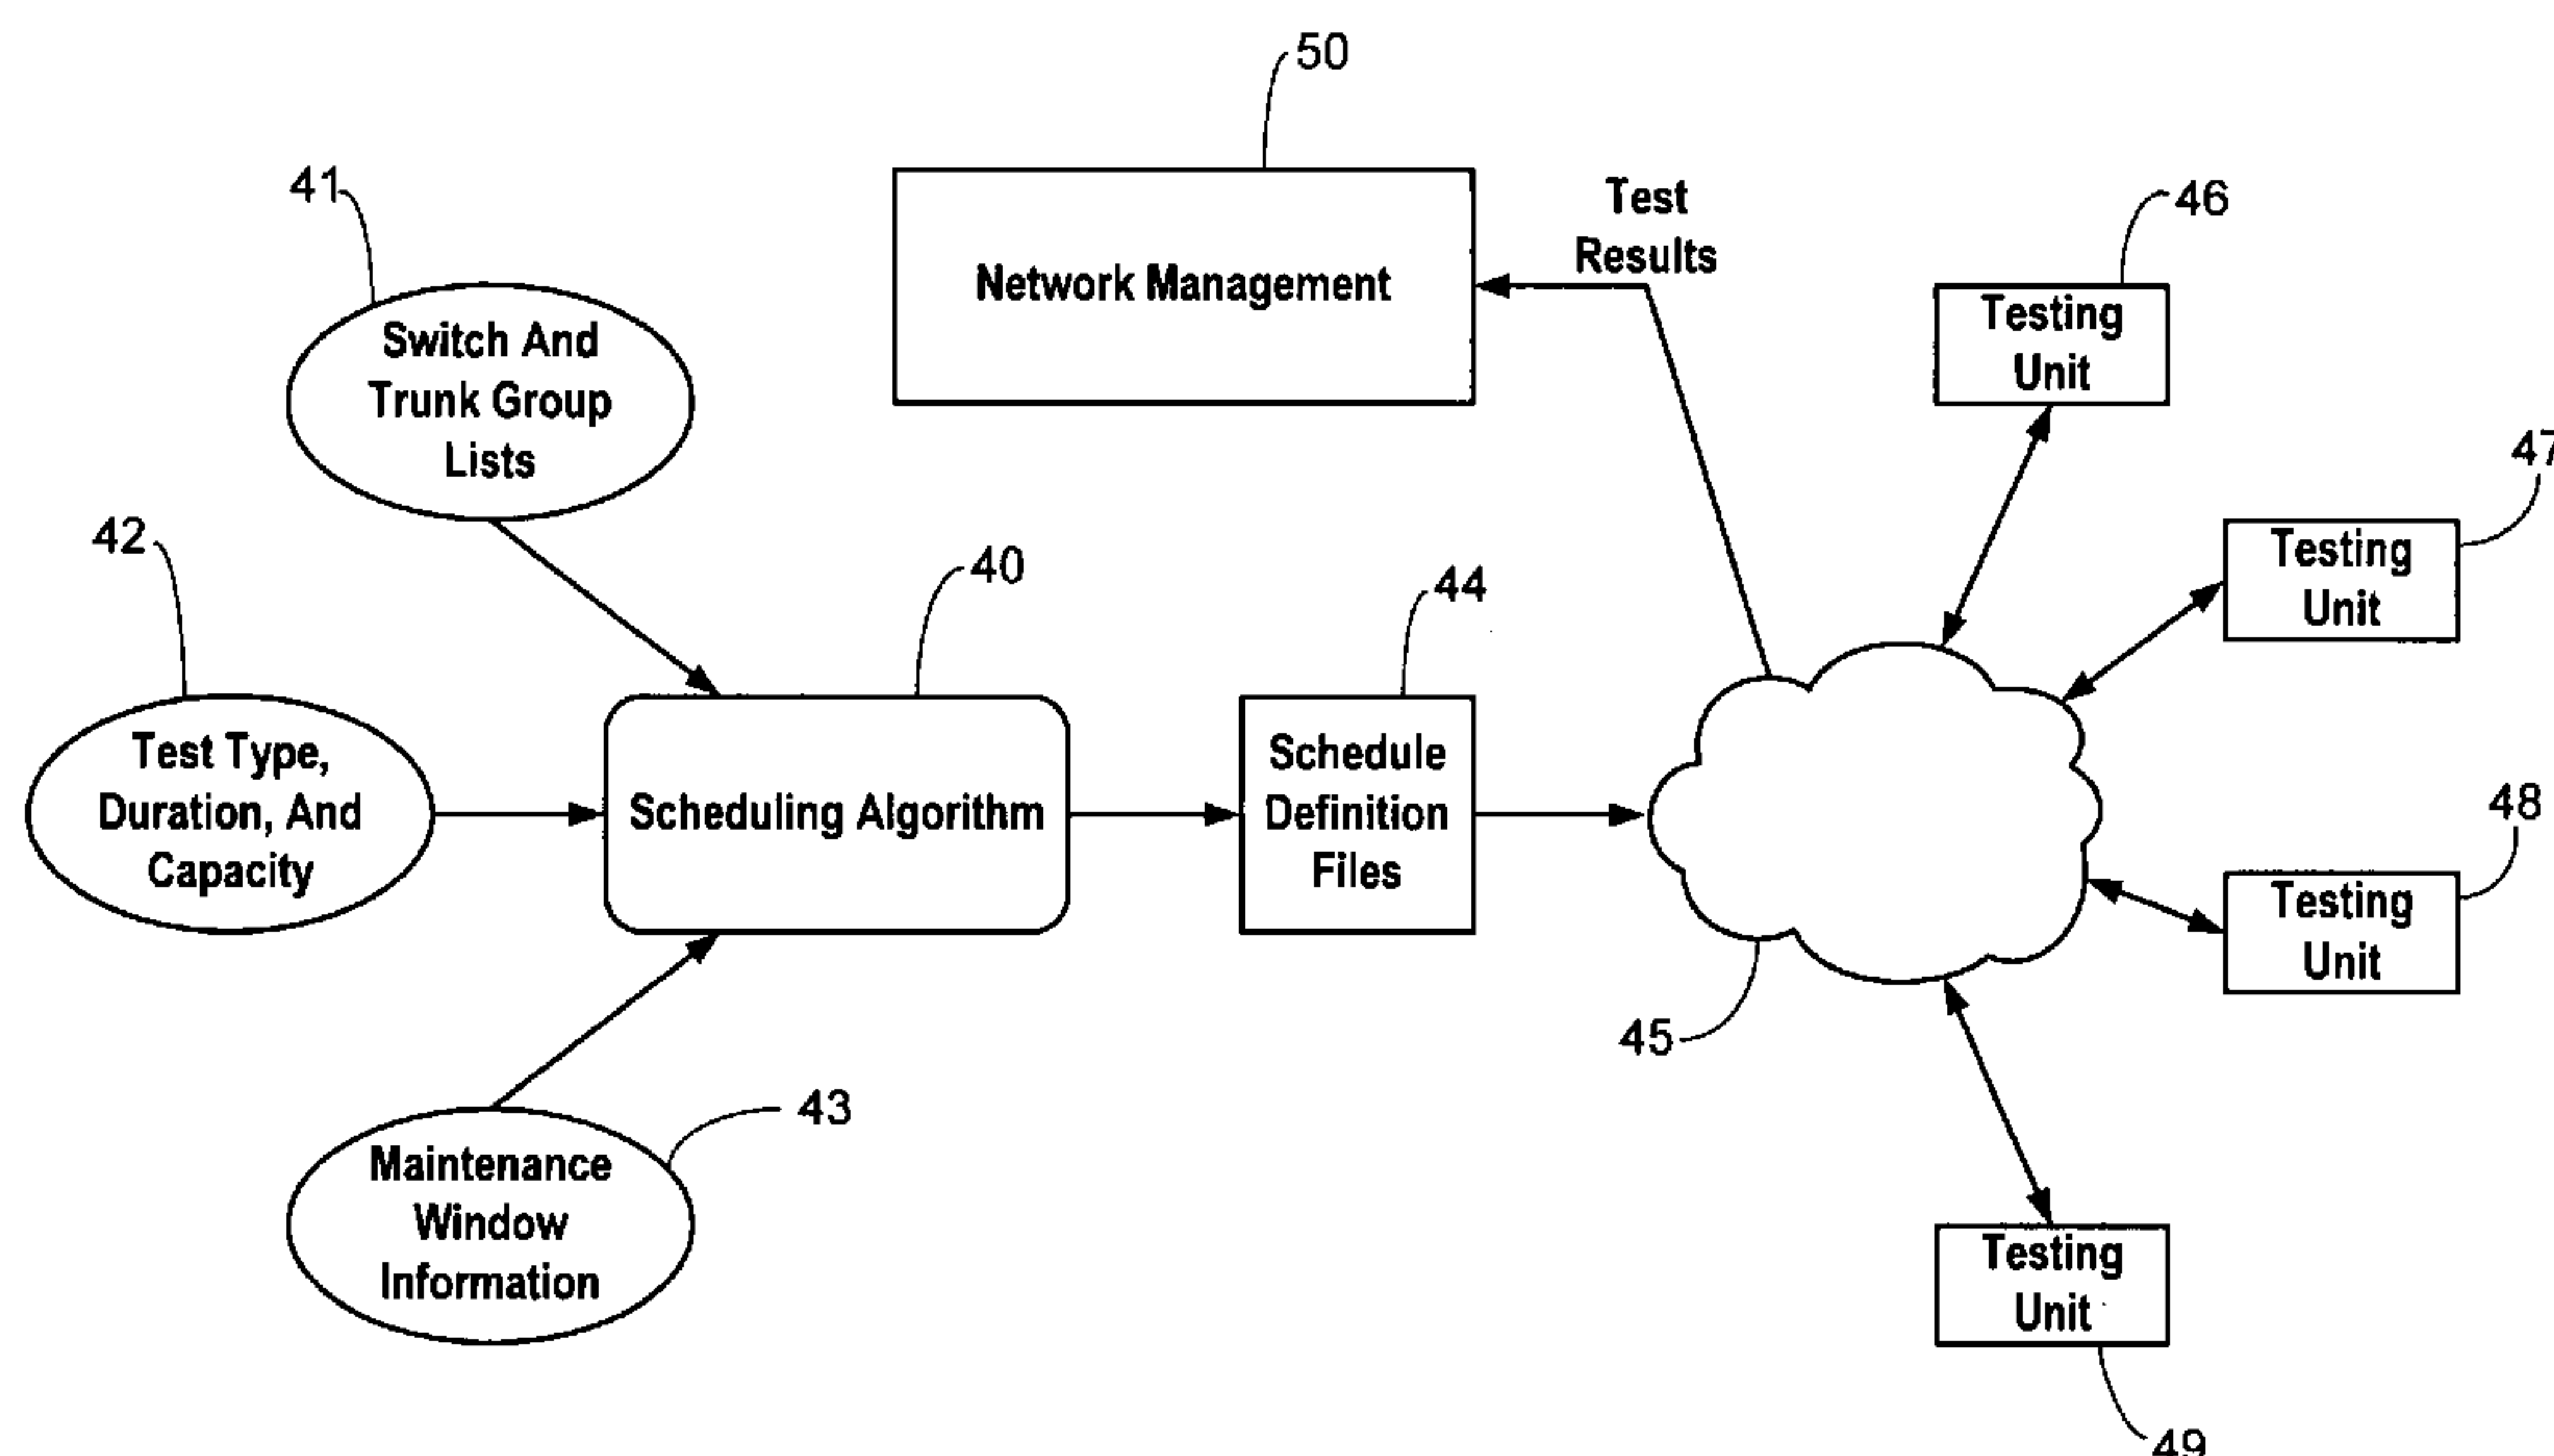 50
41
Test
Results
46
Network Management
Testing
Unit
Switch And
Trunk Group
Lists
47
42
40
44
Testing
Unit
Test Type,
Duration, And
Capacity
Scheduling Algorithm
Schedule
Definition
Files
48
Testing
Unit
45
43
Maintenance
Window
Information
Testing
Unit
49